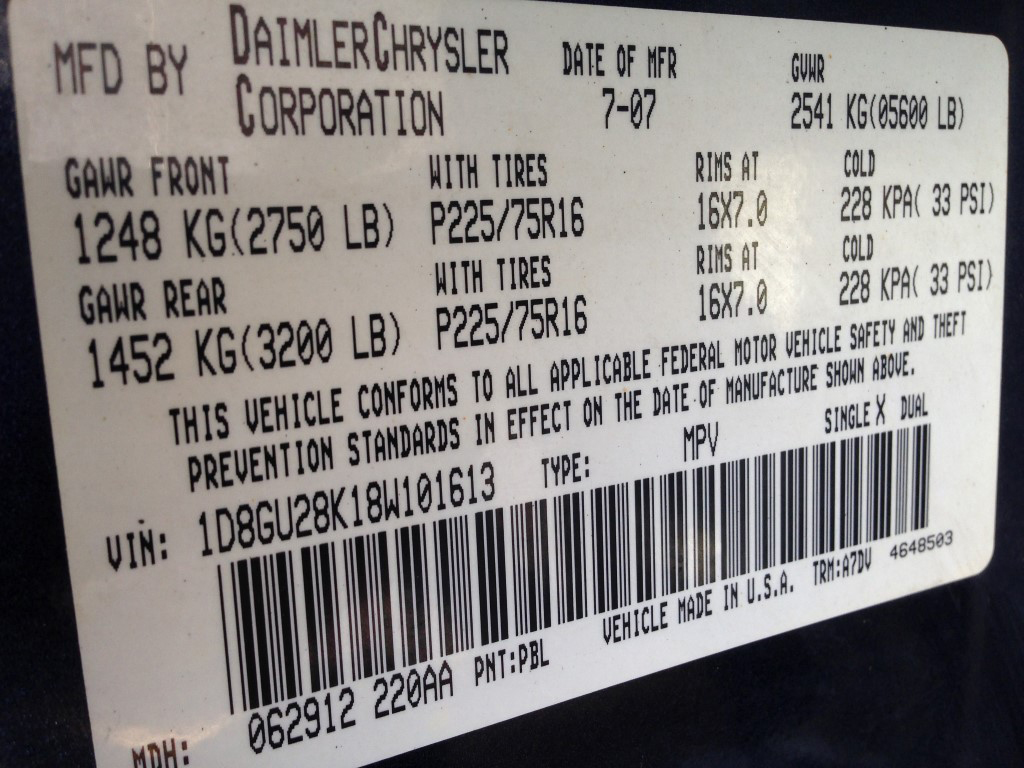 MFD BY DAIMLERCHRYSLER CORPORATION DATE OF MFR 7-07 GVWR 2541 KG(05600 LB)
GAWR FRONT WITH TIRES RIMS AT COLD
1248 KG(2750 LB) P225/75R16 16X7.0 228 KPA( 33 PSI)
GAWR REAR WITH TIRES RIMS AT COLD
1452 KG(3200 LB) P225/75R16 16X7.0 228 KPA( 33 PSI)
THIS VEHICLE CONFORMS TO ALL APPLICABLE FEDERAL MOTOR VEHICLE SAFETY AND THEFT
PREVENTION STANDARDS IN EFFECT ON THE DATE OF MANUFACTURE SHOWN ABOVE.
VIN: 1D8GU28K18W101613 TYPE: MPV SINGLE X DUAL
MDH: 062912 220AA PNT:PBL VEHICLE MADE IN U.S.A. TRM:A7DV 4648503